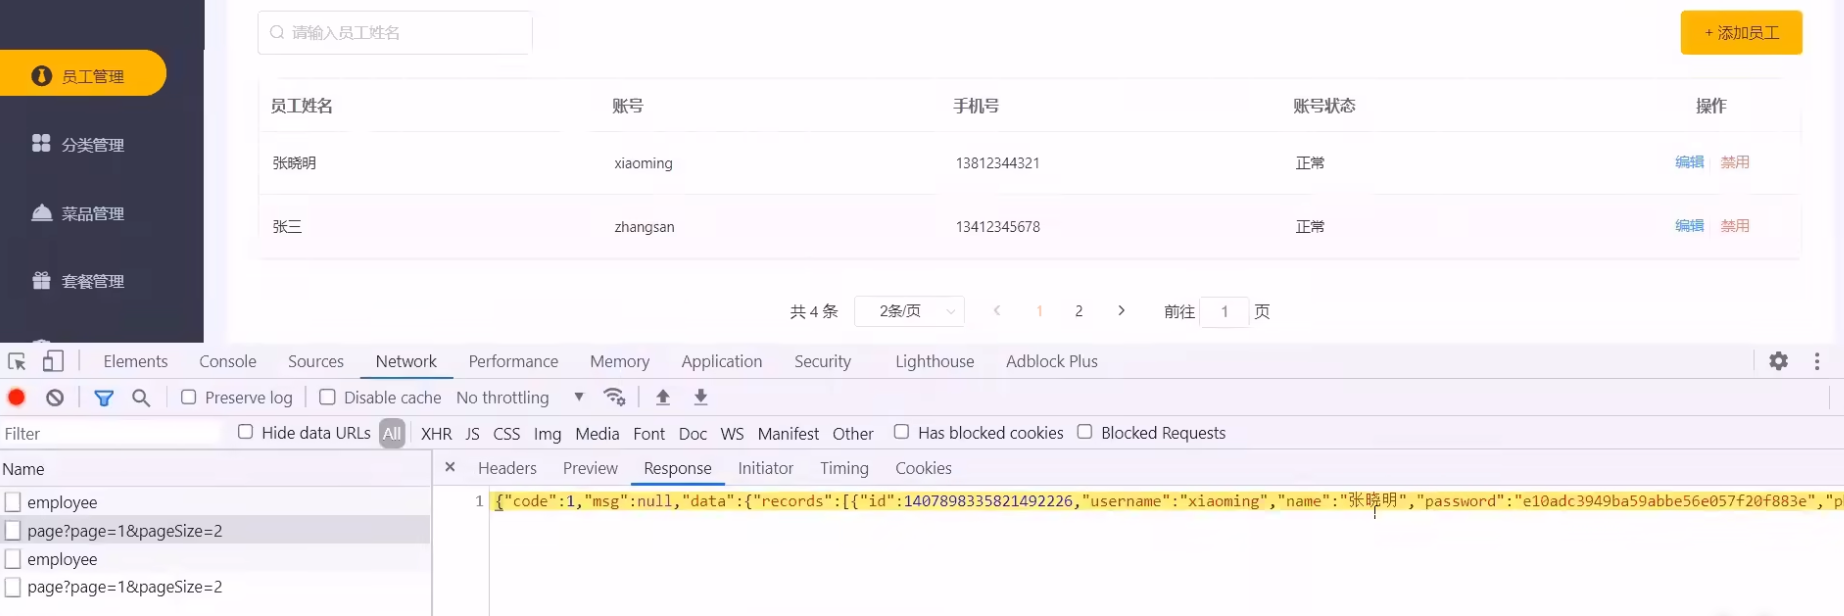 请输入员工姓名
+ 添加员工
员工管理
员工姓名 账号 手机号 账号状态 操作
分类管理
张晓明 xiaoming 13812344321 正常 编辑 禁用
菜品管理
张三 zhangsan 13412345678 正常 编辑 禁用
套餐管理
共 4 条 2条/页 1 2 前往 1 页
Elements Console Sources Network Performance Memory Application Security Lighthouse Adblock Plus
Preserve log Disable cache No throttling
Filter Hide data URLs All XHR JS CSS Img Media Font Doc WS Manifest Other Has blocked cookies Blocked Requests
Name Headers Preview Response Initiator Timing Cookies
employee
1 {"code":1,"msg":null,"data":{"records":[{"id":1407898335821492226,"username":"xiaoming","name":"张晓明","password":"e10adc3949ba59abbe56e057f20f883e","p
page?page=1&pageSize=2
employee
page?page=1&pageSize=2